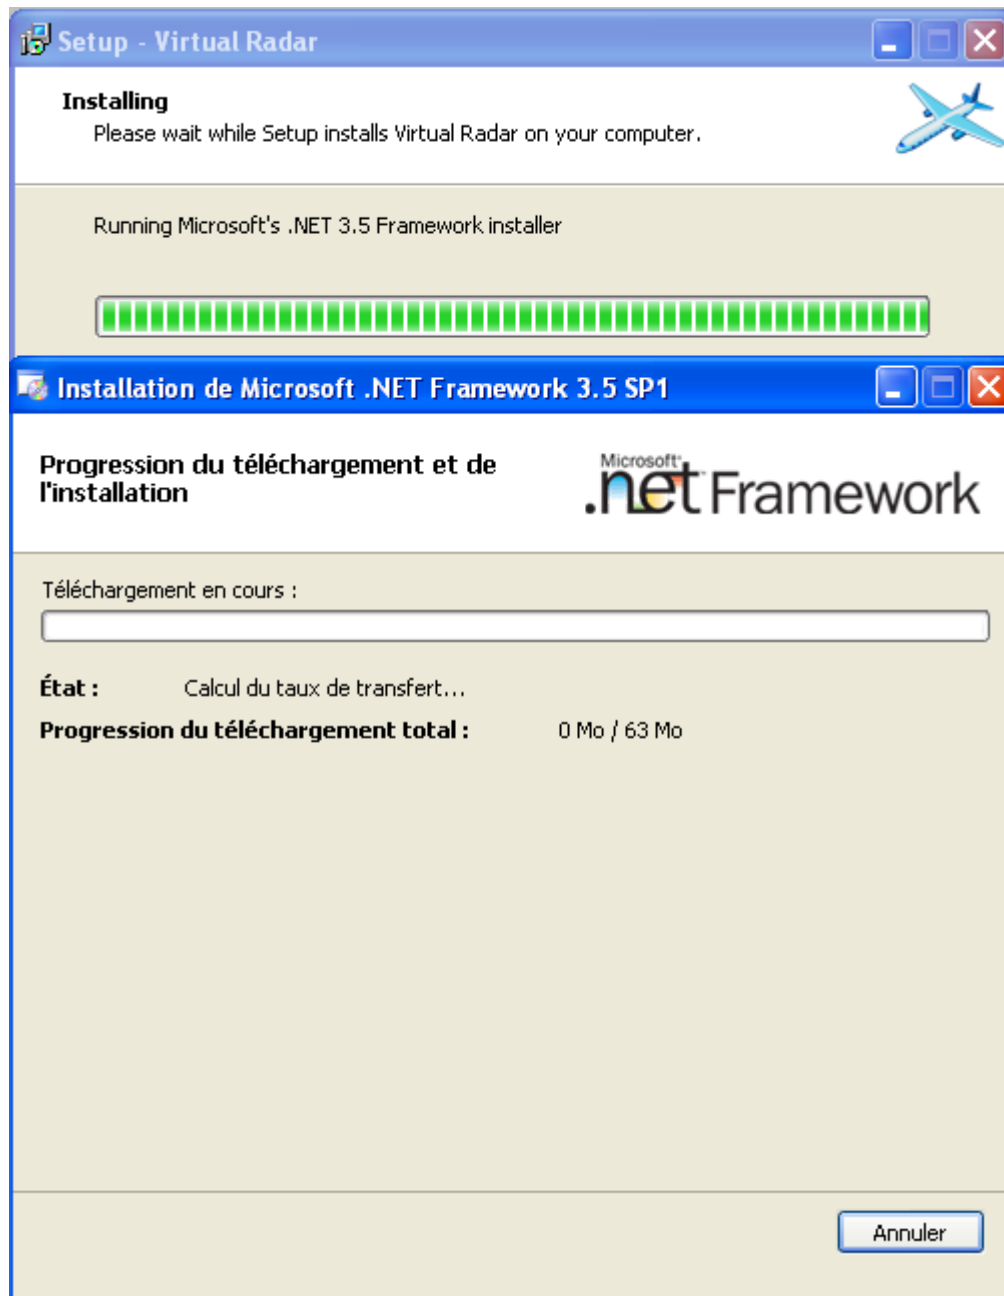 Setup - Virtual Radar
Installing
Please wait while Setup installs Virtual Radar on your computer.
Running Microsoft's .NET 3.5 Framework installer
Installation de Microsoft .NET Framework 3.5 SP1
Progression du téléchargement et de
l'installation
Microsoft
.net Framework
Téléchargement en cours :
État : Calcul du taux de transfert...
Progression du téléchargement total : 0 Mo / 63 Mo
Annuler